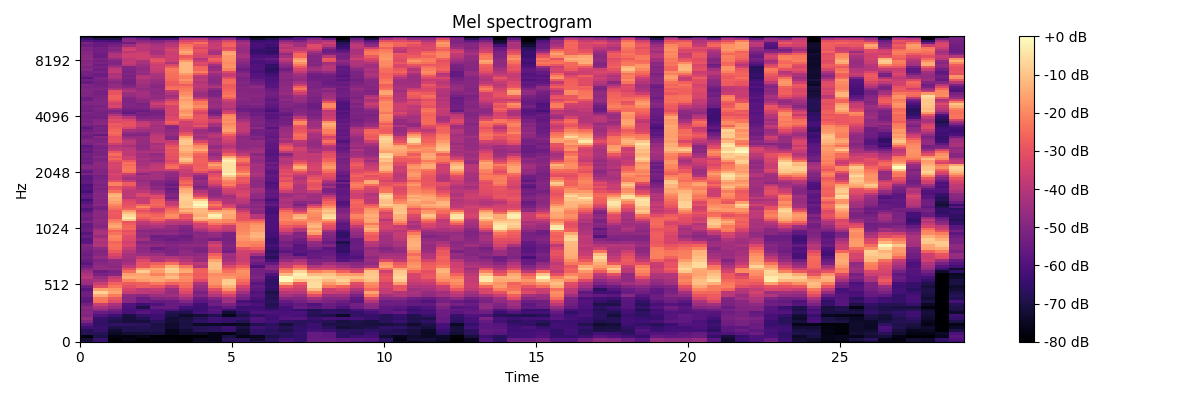 Mel spectrogram
Hz
8192
4096
2048
1024
512
0
0 5 10 15 20 25
Time
+0 dB
-10 dB
-20 dB
-30 dB
-40 dB
-50 dB
-60 dB
-70 dB
-80 dB